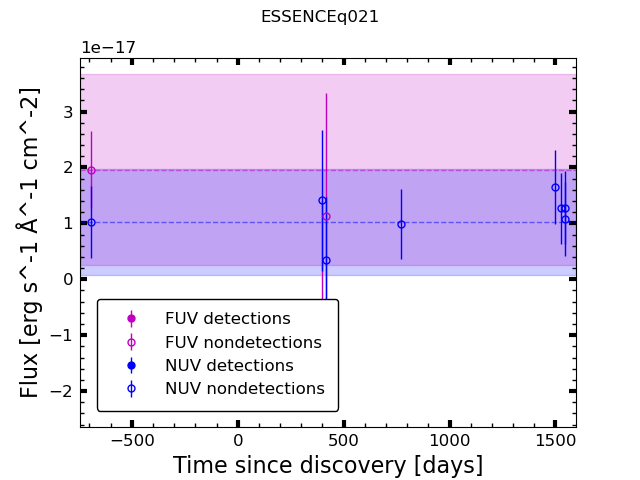 ESSENCEq021
1e−17
3
2
1
0
−1
−2
Flux [erg s^-1 Å^-1 cm^-2]
FUV detections
FUV nondetections
NUV detections
NUV nondetections
−500 0 500 1000 1500
Time since discovery [days]